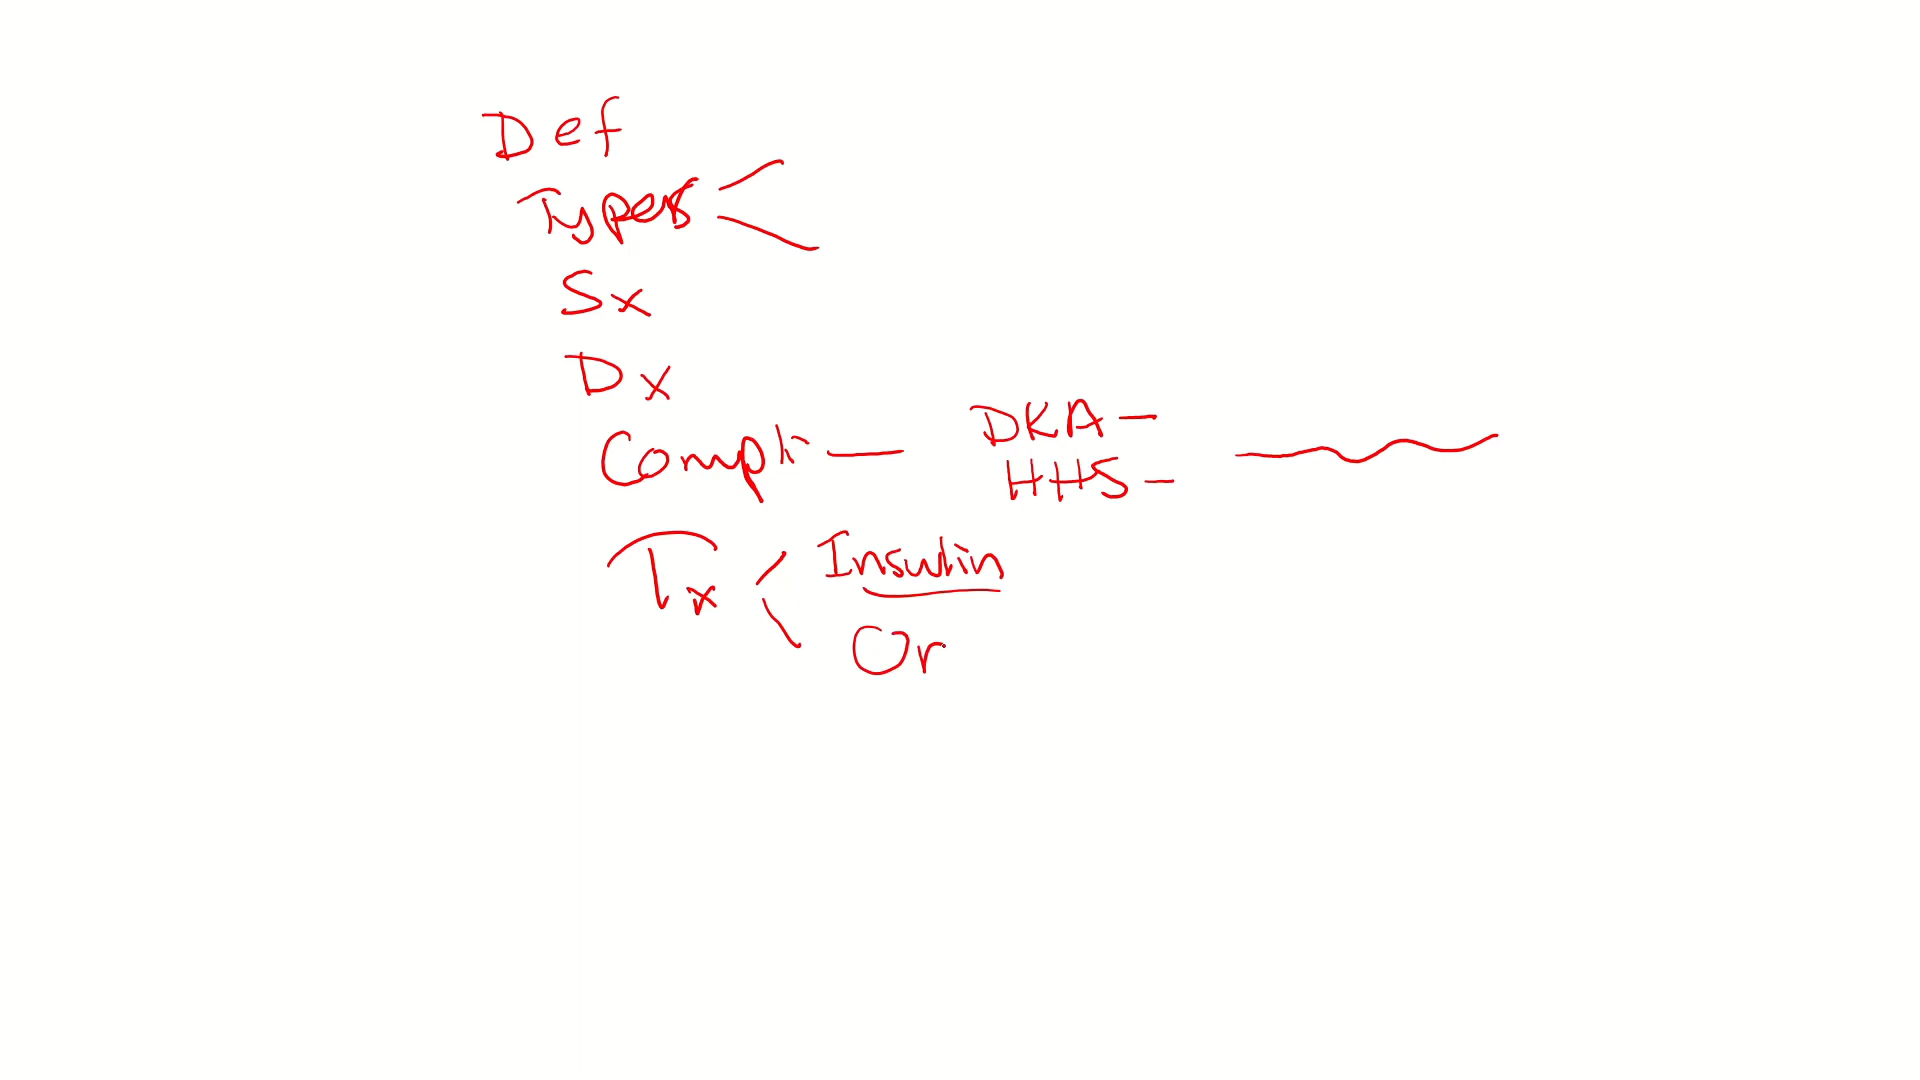 Def
Types
Sx
Dx
Compli — DKA –
HHS –
Tx < Insulin
Or